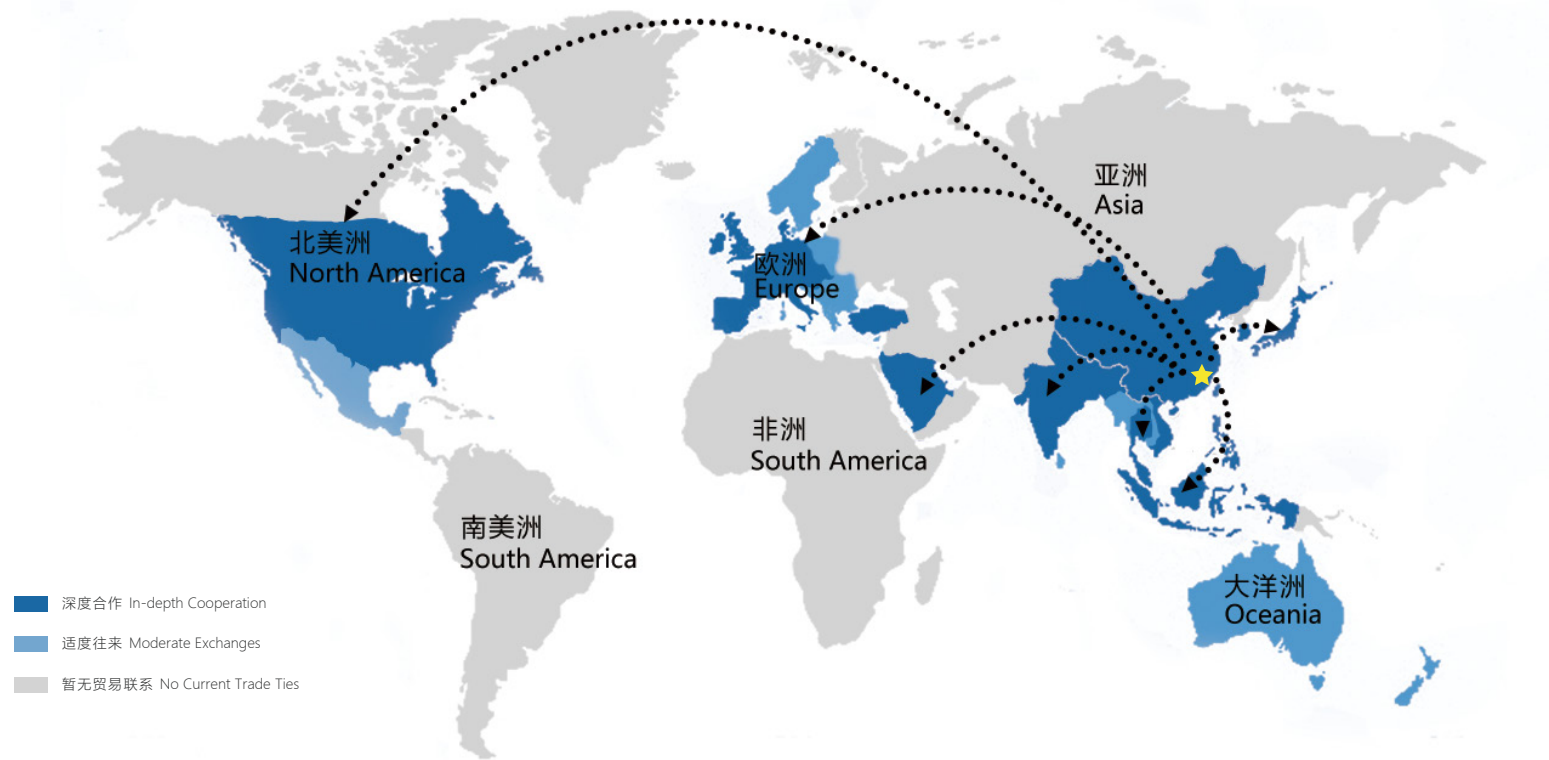 亚洲
Asia
北美洲
North America
欧洲
Europe
非洲
South America
南美洲
South America
大洋洲
Oceania
深度合作 In-depth Cooperation
适度往来 Moderate Exchanges
暂无贸易联系 No Current Trade Ties